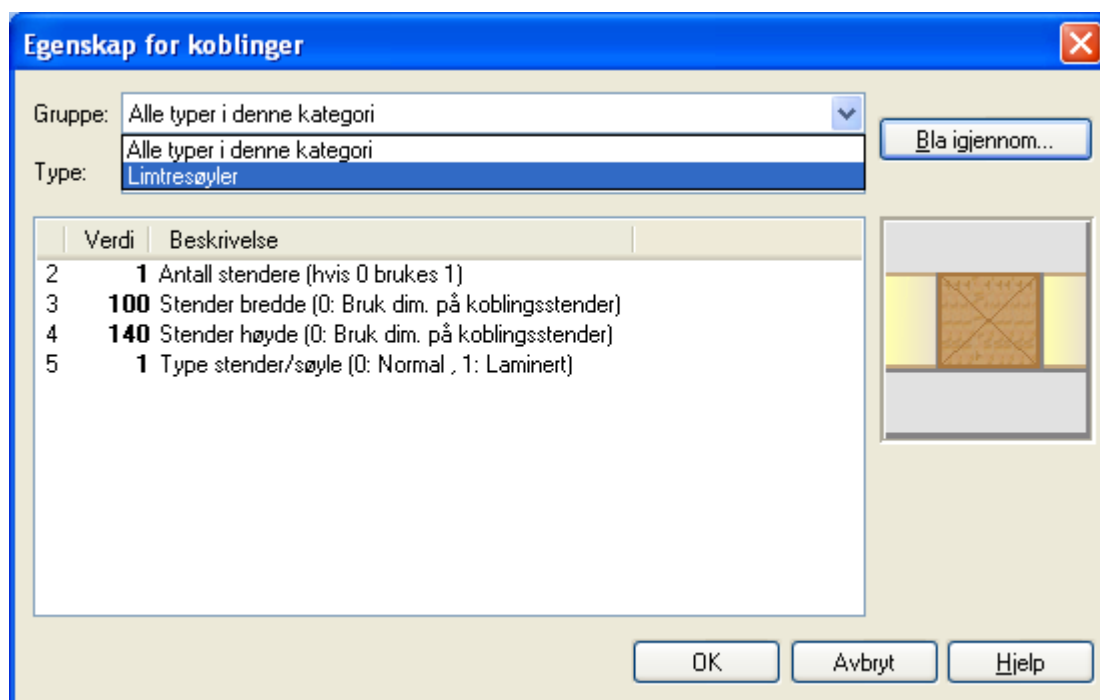 Egenskap for koblinger
Gruppe: Alle typer i denne kategori
Bla igjennom...
Alle typer i denne kategori
Type: Limtresøyler
Verdi Beskrivelse
2 1 Antall stendere (hvis 0 brukes 1)
3 100 Stender bredde (0: Bruk dim. på koblingsstender)
4 140 Stender høyde (0: Bruk dim. på koblingsstender)
5 1 Type stender/søyle (0: Normal , 1: Laminert)
OK Avbryt Hjelp